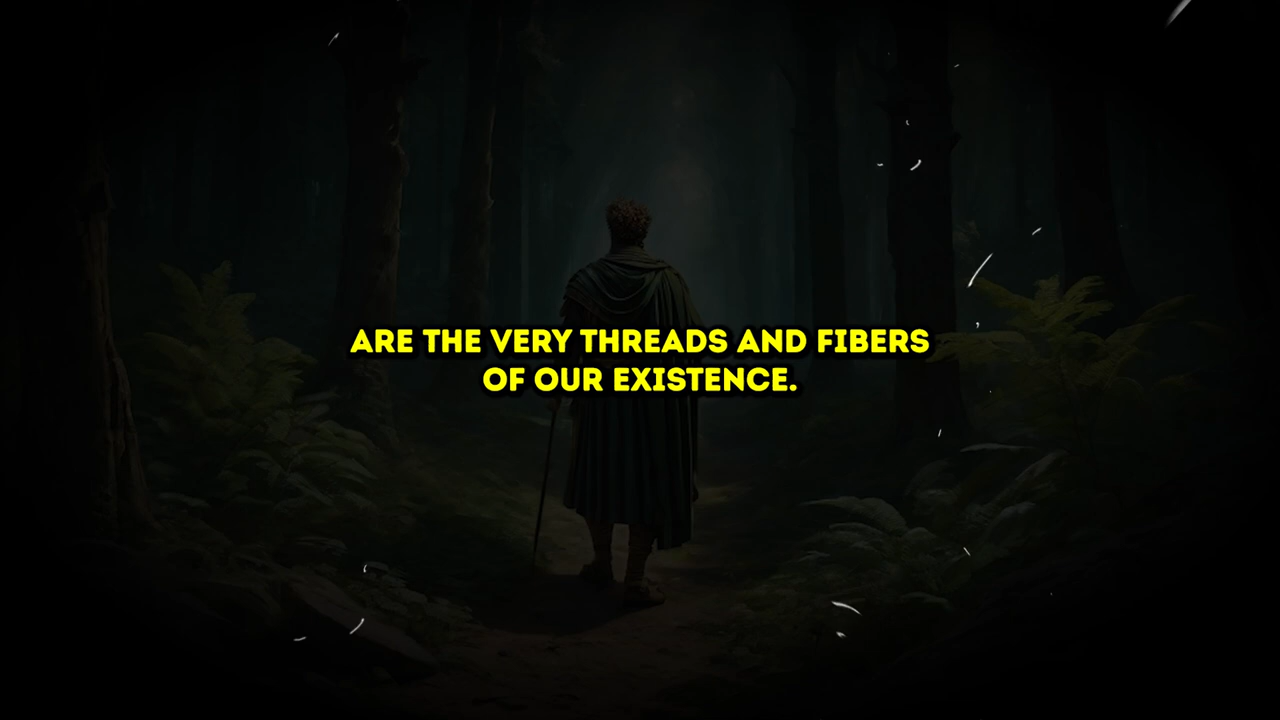 ARE THE VERY THREADS AND FIBERS
OF OUR EXISTENCE.